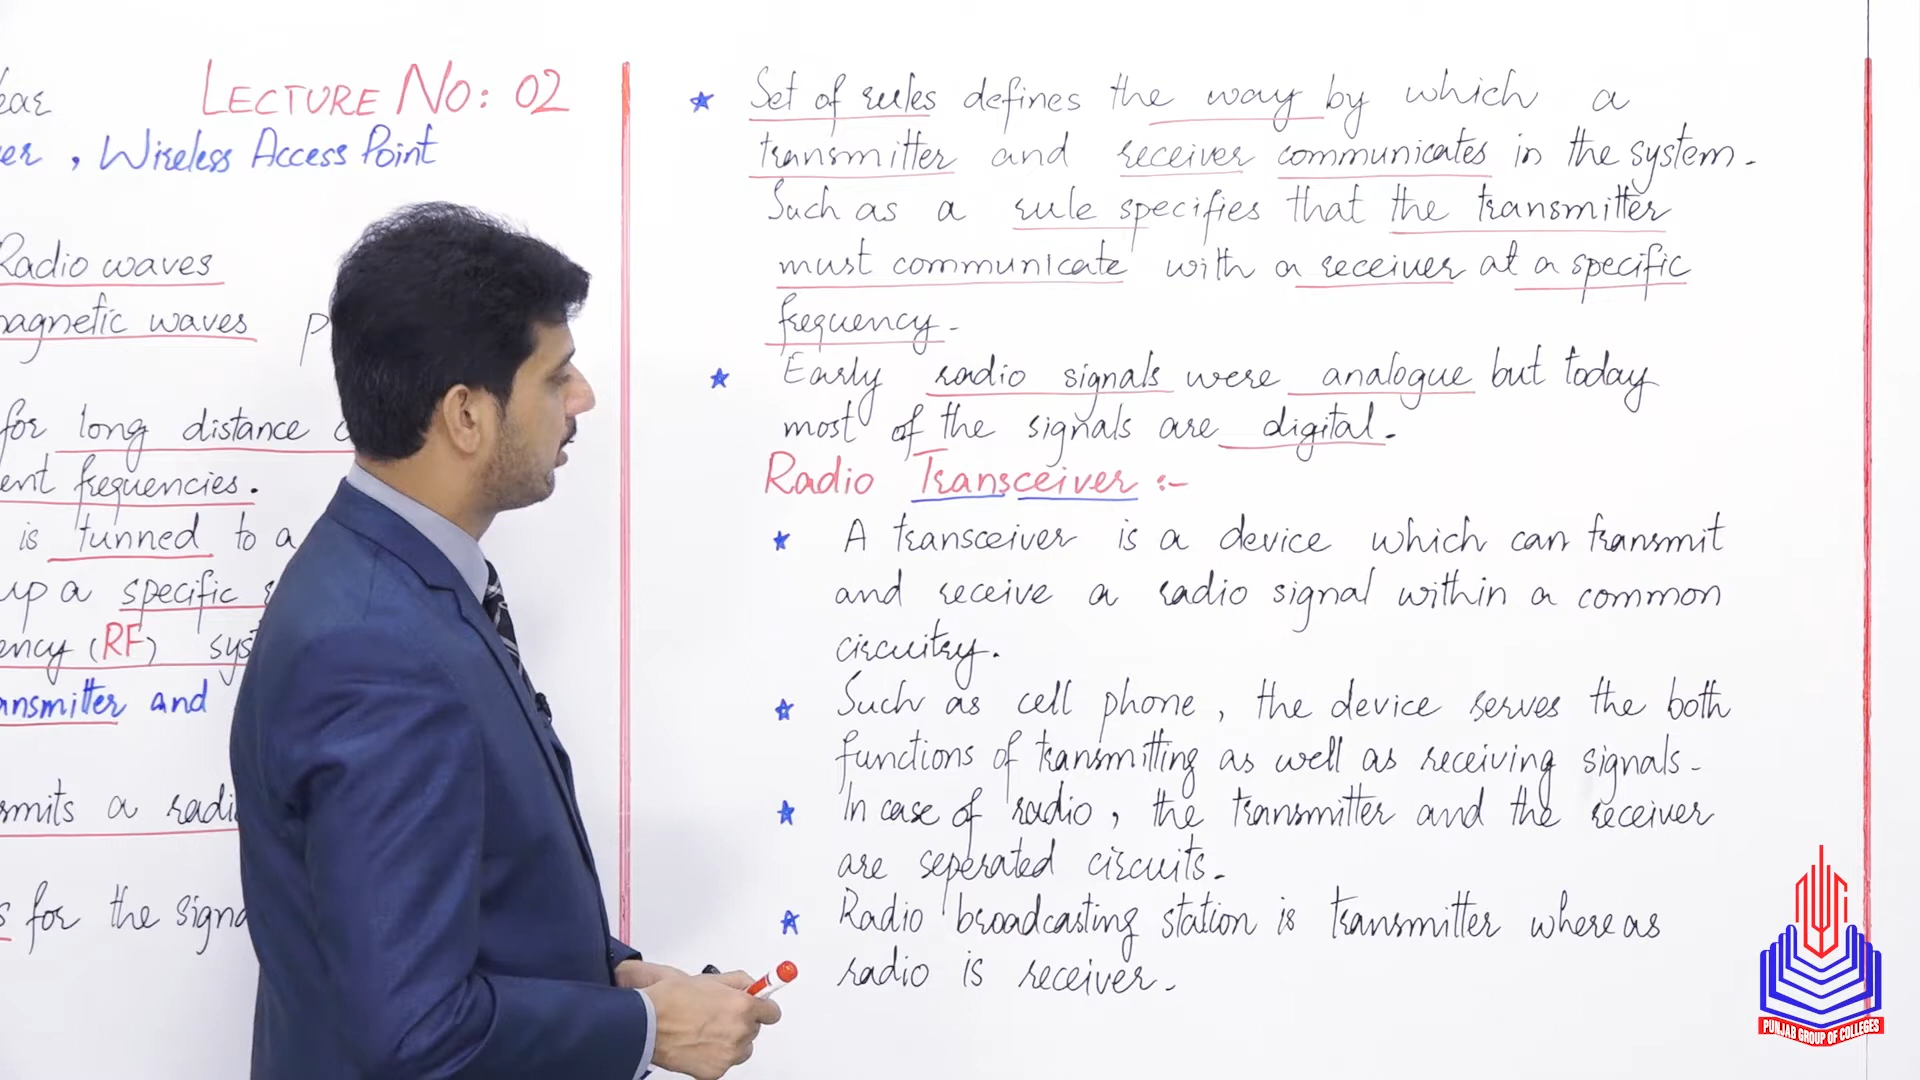 ear LECTURE NO: 02
er , Wireless Access Point
Radio waves
magnetic waves p
for long distance c
ent frequencies.
is tunned to a
up a specific s
ency (RF) sys
ansmitter and
smits a radi
s for the signa
Set of rules defines the way by which a
transmitter and receiver communicates in the system.
Such as a rule specifies that the transmitter
must communicate with a receiver at a specific
frequency.
Early radio signals were analogue but today
most of the signals are digital.
Radio Transceiver :-
A transceiver is a device which can transmit
and receive a radio signal within a common
circuitry.
Such as cell phone, the device serves the both
functions of transmitting as well as receiving signals.
In case of radio, the transmitter and the receiver
are seperated circuits.
Radio broadcasting station is transmitter where as
radio is receiver.
PUNJAB GROUP OF COLLEGES